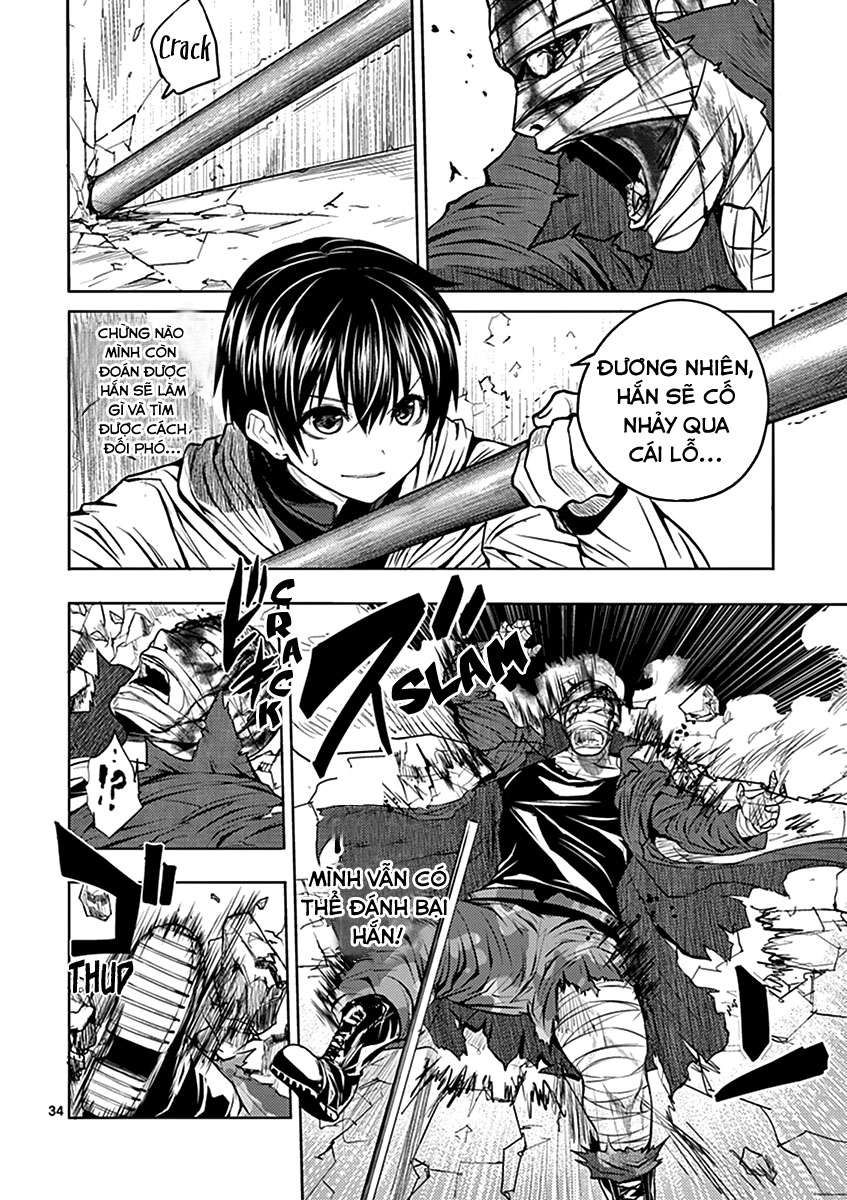 Crack
ĐƯƠNG NHIÊN,
HẮN SẼ CỐ
NHẢY QUA
CÁI LỖ...
CHỪNG NÀO
MÌNH CÒN
ĐOÁN ĐƯỢC
HẮN SẼ LÀM
GÌ VÀ TÌM
ĐƯỢC CÁCH
ĐỐI PHÓ...
SLAM
MÌNH VẪN CÓ
THỂ ĐÁNH BẠI
HẮN!
CRACK
!?
THUD
34